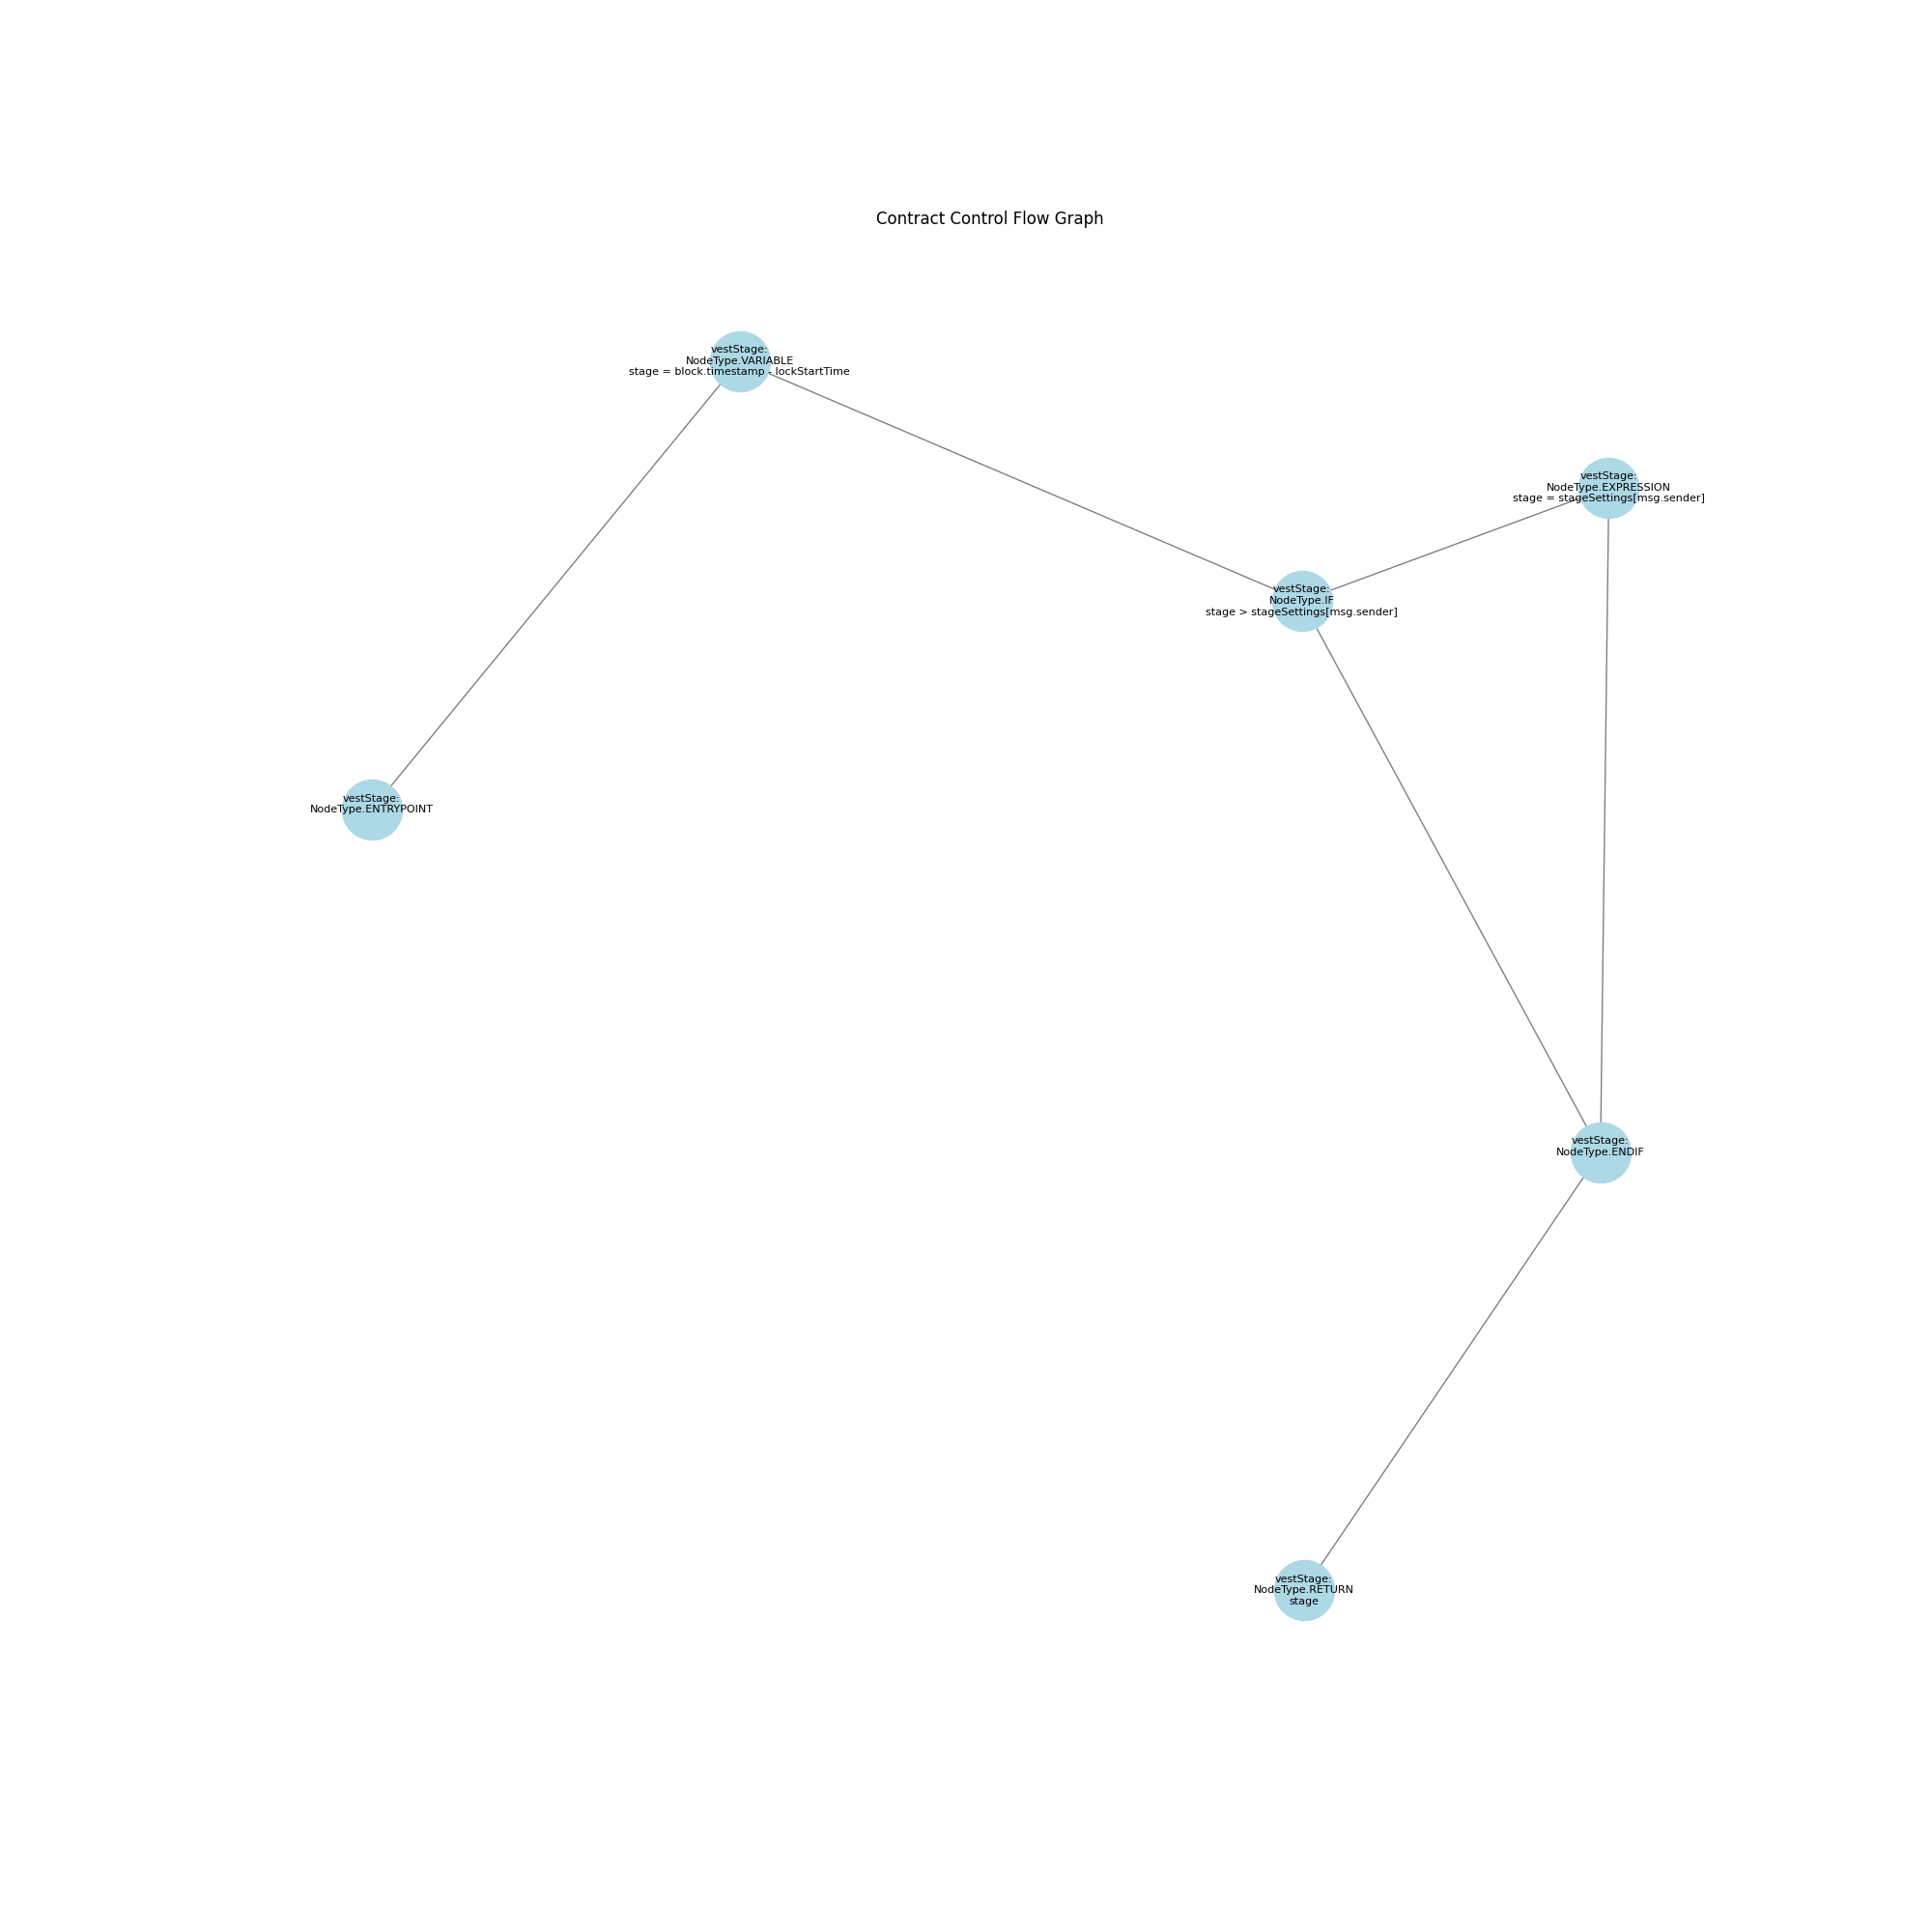 Contract Control Flow Graph
vestStage:
NodeType.VARIABLE
stage = block.timestamp - lockStartTime
vestStage:
NodeType.EXPRESSION
stage = stageSettings[msg.sender]
vestStage:
NodeType.IF
stage > stageSettings[msg.sender]
vestStage:
NodeType.ENTRYPOINT
vestStage:
NodeType.ENDIF
vestStage:
NodeType.RETURN
stage